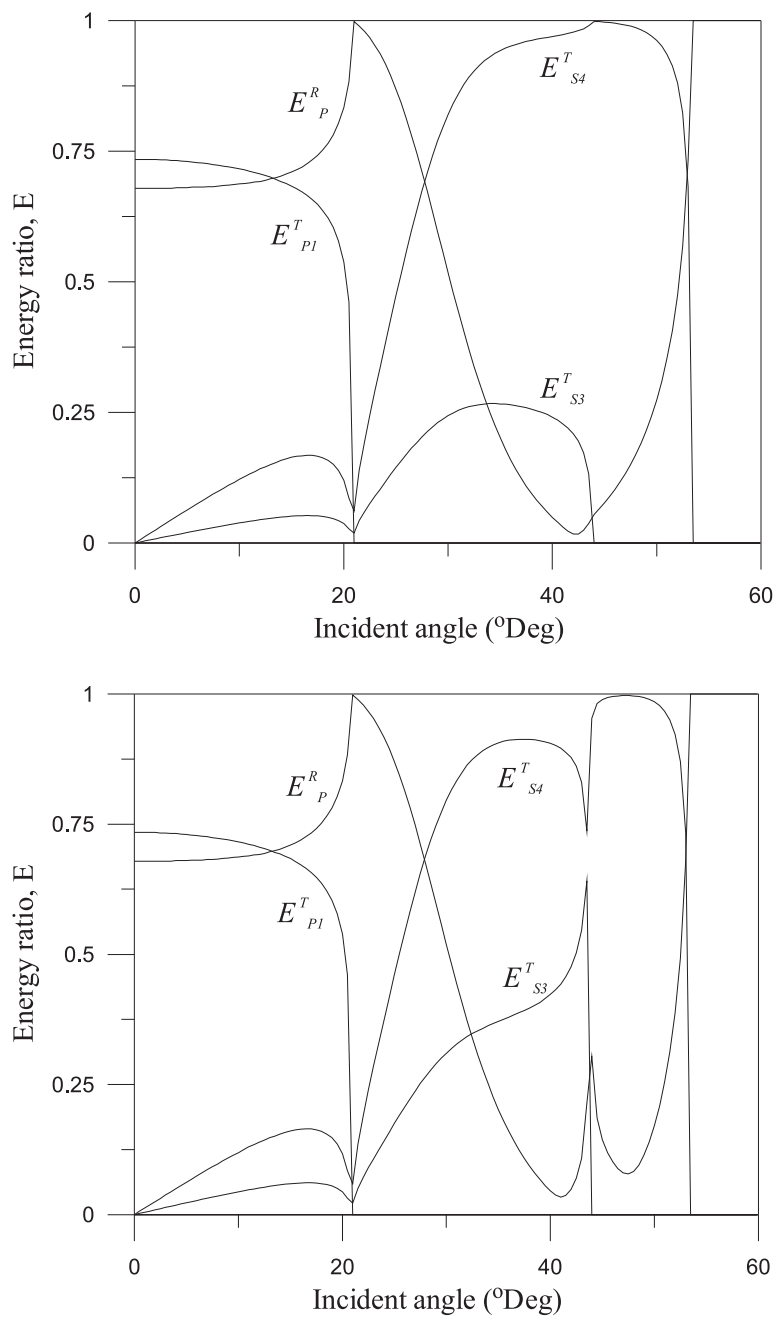 1
0.75
0.5
0.25
0
Energy ratio, E
E^R_P
E^T_P1
E^T_S4
E^T_S3
0 20 40 60
Incident angle (°Deg)
1
0.75
0.5
0.25
0
Energy ratio, E
E^R_P
E^T_P1
E^T_S4
E^T_S3
0 20 40 60
Incident angle (°Deg)